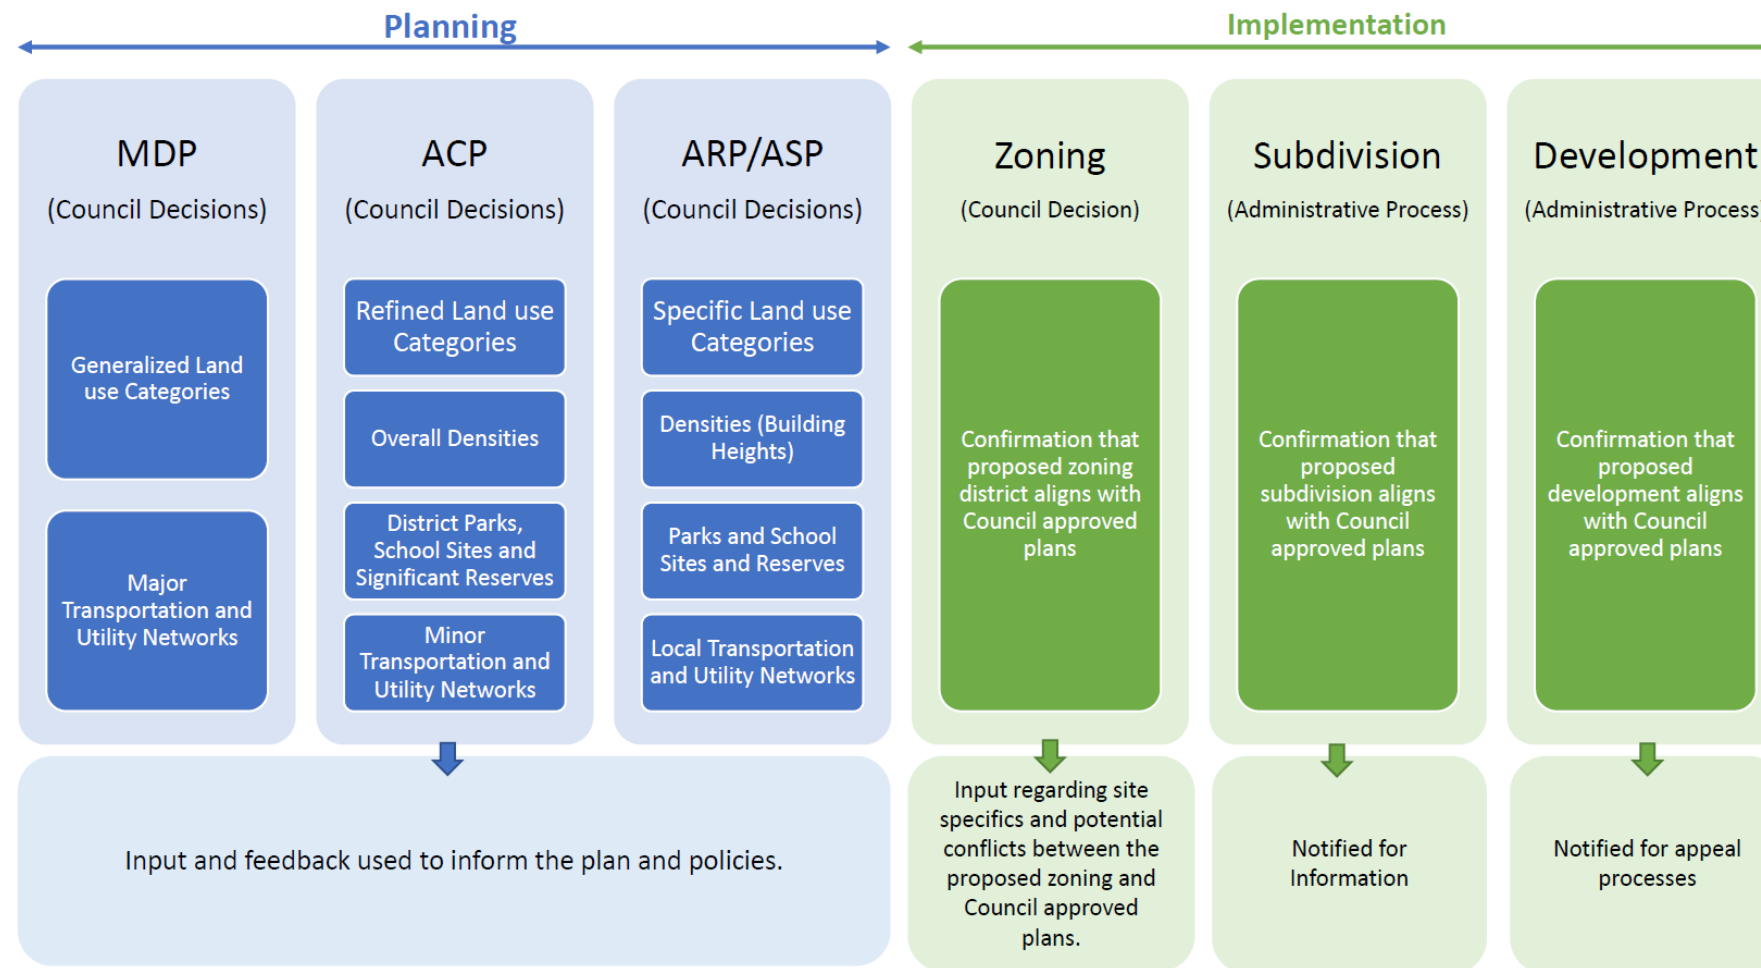 Planning
Implementation
MDP
(Council Decisions)
Generalized Land
use Categories
Major
Transportation and
Utility Networks
ACP
(Council Decisions)
Refined Land use
Categories
Overall Densities
District Parks,
School Sites and
Significant Reserves
Minor
Transportation and
Utility Networks
ARP/ASP
(Council Decisions)
Specific Land use
Categories
Densities (Building
Heights)
Parks and School
Sites and Reserves
Local Transportation
and Utility Networks
Input and feedback used to inform the plan and policies.
Zoning
(Council Decision)
Confirmation that
proposed zoning
district aligns with
Council approved
plans
Input regarding site
specifics and potential
conflicts between the
proposed zoning and
Council approved
plans.
Subdivision
(Administrative Process)
Confirmation that
proposed
subdivision aligns
with Council
approved plans
Notified for
Information
Development
(Administrative Process)
Confirmation that
proposed
development aligns
with Council
approved plans
Notified for appeal
processes